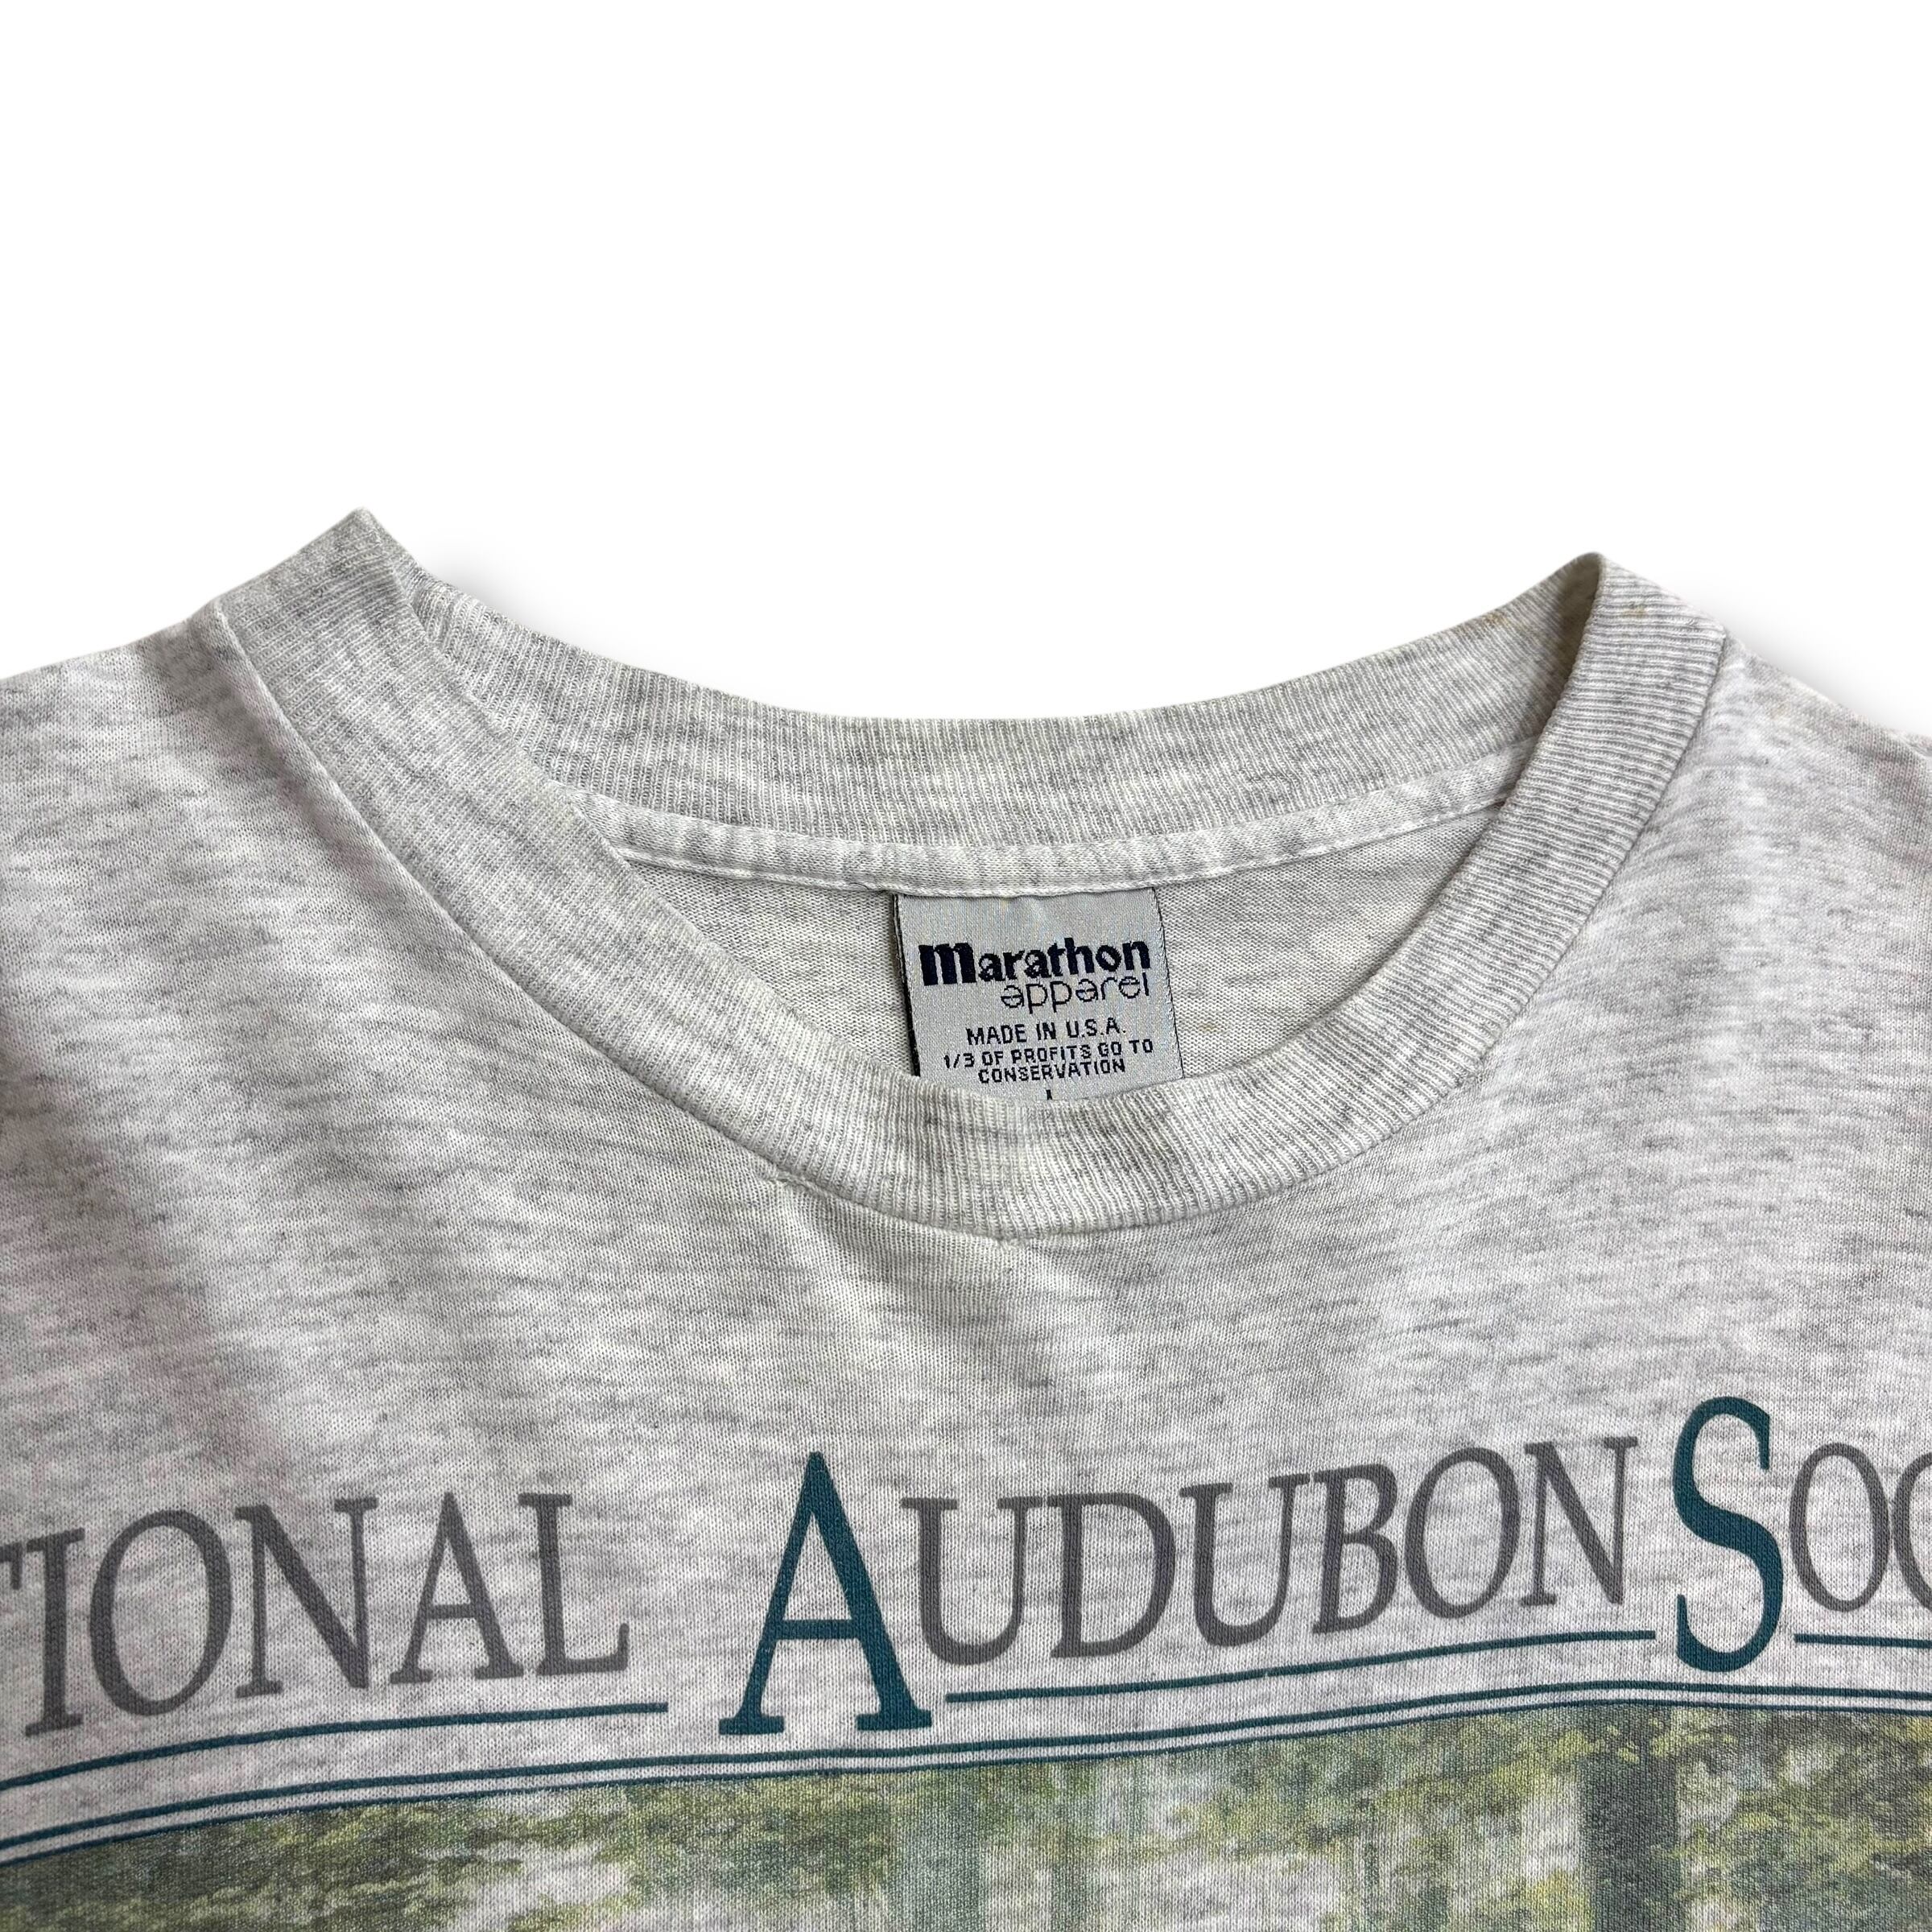 marathon
apparel
MADE IN U.S.A.
1/3 OF PROFITS GO TO
CONSERVATION
TIONAL AUDUBON SOC